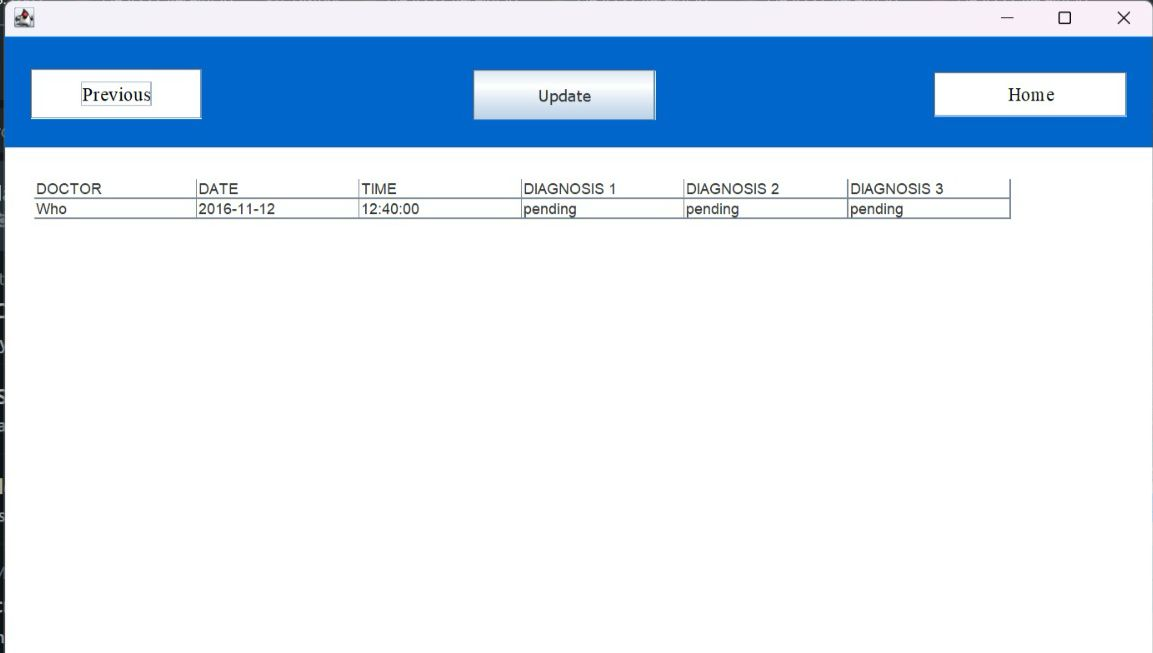 Previous Update Home
DOCTOR DATE TIME DIAGNOSIS 1 DIAGNOSIS 2 DIAGNOSIS 3
Who 2016-11-12 12:40:00 pending pending pending